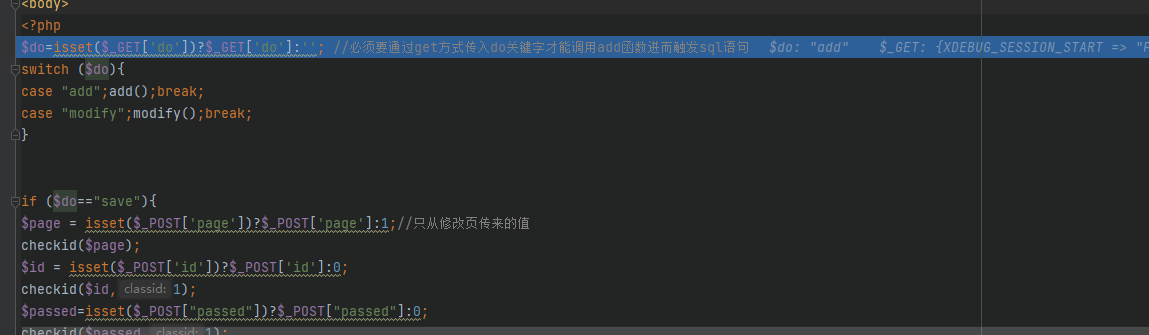 <body>
<?php
$do=isset($_GET['do'])?$_GET['do']:''; //必须要通过get方式传入do关键字才能调用add函数进而触发sql语句 $do: "add" $_GET: {XDEBUG_SESSION_START => "P
switch ($do){
case "add";add();break;
case "modify";modify();break;
}
if ($do=="save"){
$page = isset($_POST['page'])?$_POST['page']:1;//只从修改页传来的值
checkid($page);
$id = isset($_POST['id'])?$_POST['id']:0;
checkid($id, classid: 1);
$passed=isset($_POST["passed"])?$_POST["passed"]:0;
checkid($passed, classid: 1);